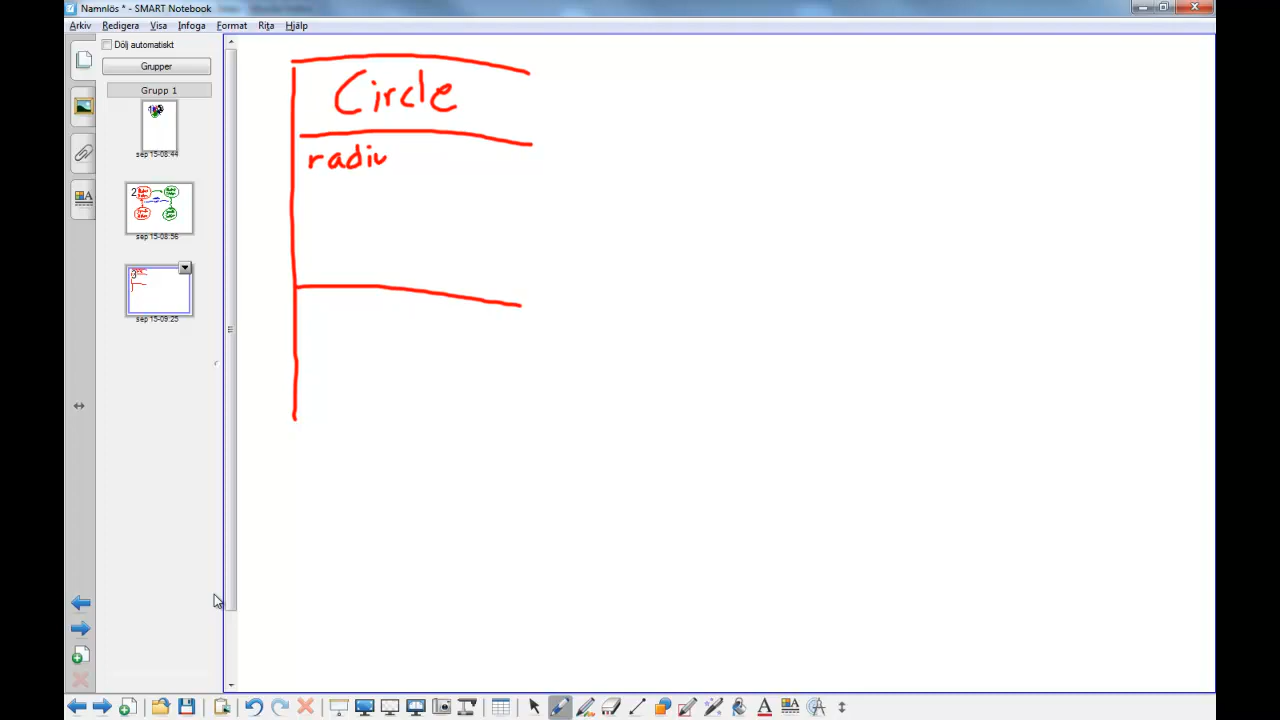 Namnlös * - SMART Notebook
Arkiv Redigera Visa Infoga Format Rita Hjälp
Dölj automatiskt
Grupper
Grupp 1
sep 15-08:44
2
sep 15-08:56
sep 15-09:25
Circle
radiu